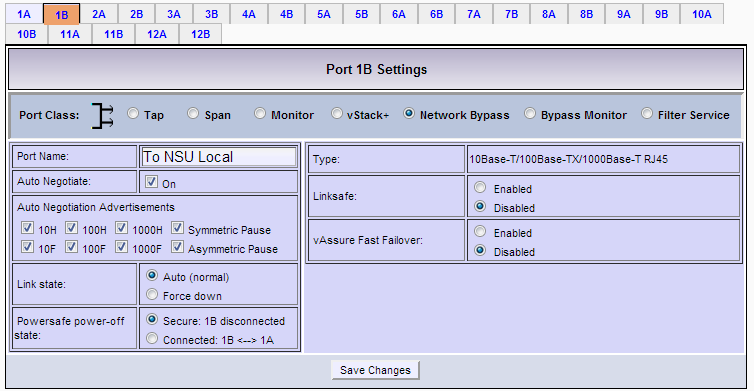 1A 1B 2A 2B 3B 3A 4B 4A 5A 5B 6A 6B 7A 7B 8A 8B 9A 9B 10A
10B 11A 11B 12A 12B
Port 1B Settings
Port Class: Tap Span Monitor vStack+ Network Bypass Bypass Monitor Filter Service
Port Name: To NSU Local
Auto Negotiate: On
Auto Negotiation Advertisements
10H 100H 1000H Symmetric Pause
10F 100F 1000F Asymmetric Pause
Link state: Auto (normal)
Force down
Powersafe power-off state: Secure: 1B disconnected
Connected: 1B <--> 1A
Type: 10Base-T/100Base-TX/1000Base-T RJ45
Linksafe: Enabled
Disabled
vAssure Fast Failover: Enabled
Disabled
Save Changes